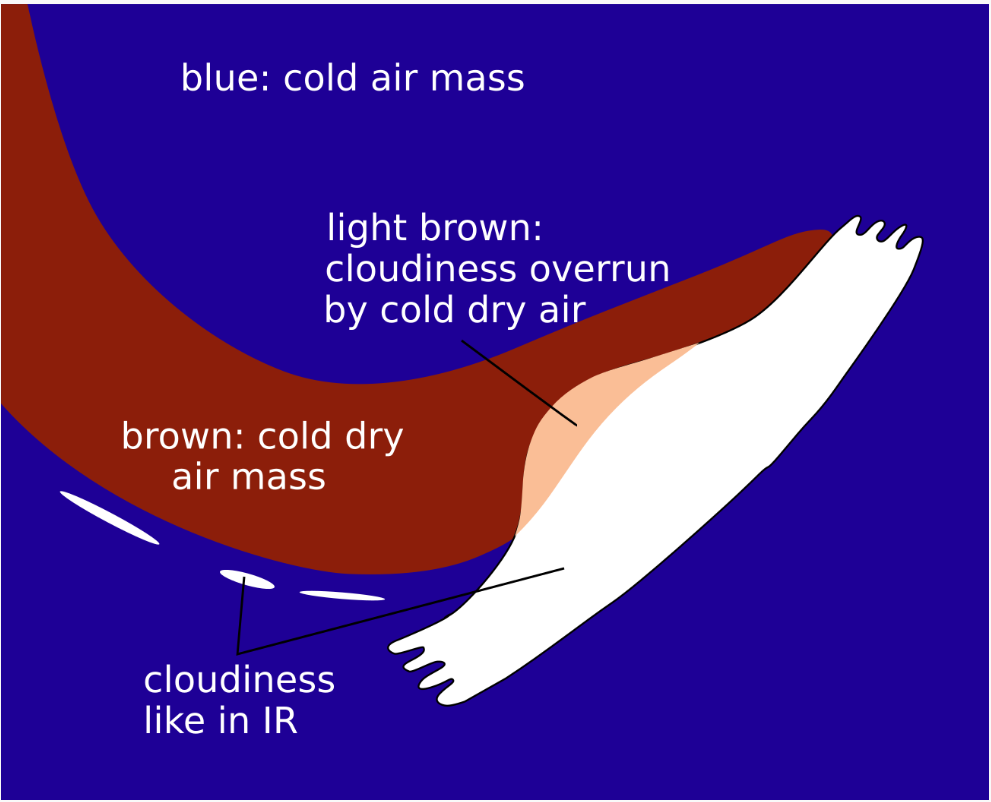 blue: cold air mass
light brown:
cloudiness overrun
by cold dry air
brown: cold dry
air mass
cloudiness
like in IR